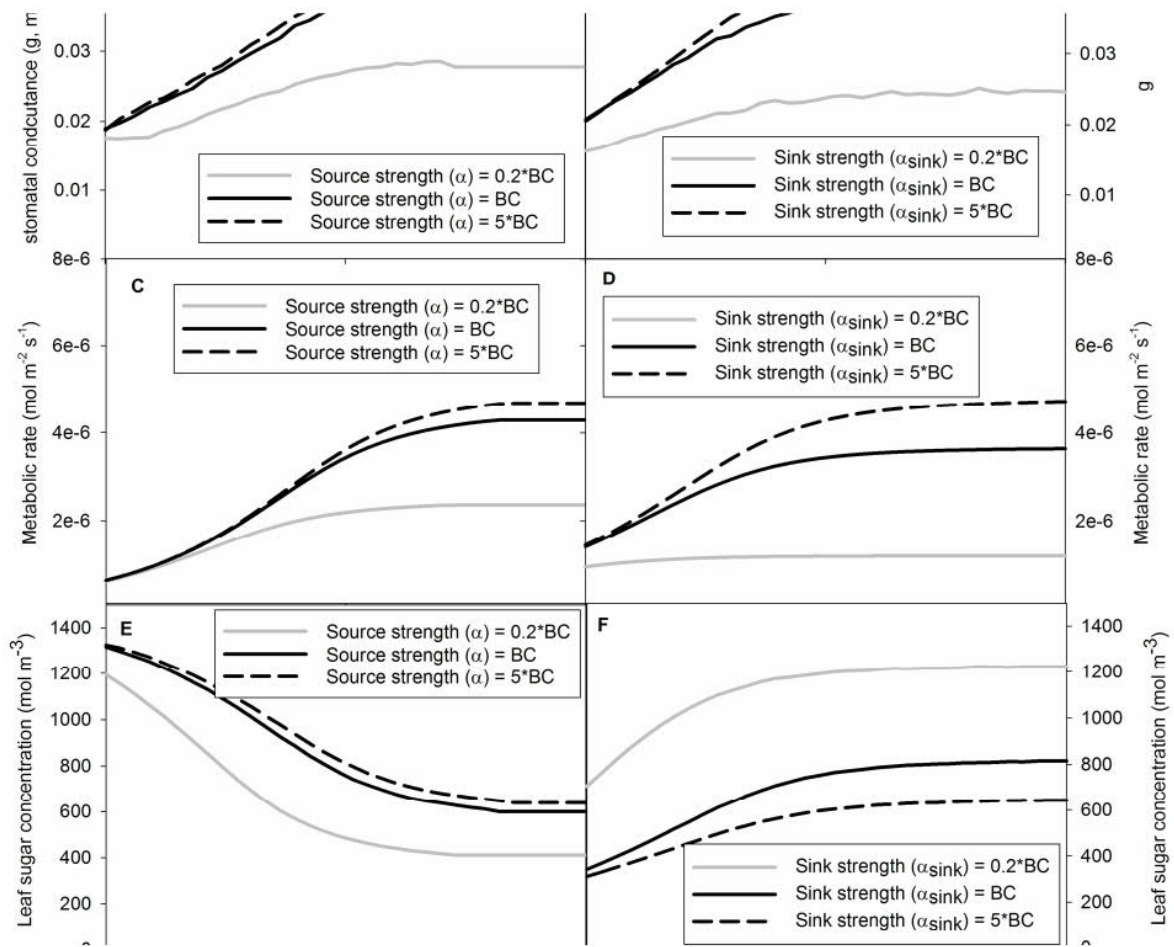 stomatal condcutance (g, m
0.03
0.02
0.01
Source strength (α) = 0.2*BC
Source strength (α) = BC
Source strength (α) = 5*BC
Sink strength (αsink) = 0.2*BC
Sink strength (αsink) = BC
Sink strength (αsink) = 5*BC
0.03
0.02
0.01
g
8e-6
C
Source strength (α) = 0.2*BC
Source strength (α) = BC
Source strength (α) = 5*BC
Metabolic rate (mol m-2 s-1)
6e-6
4e-6
2e-6
D
Sink strength (αsink) = 0.2*BC
Sink strength (αsink) = BC
Sink strength (αsink) = 5*BC
8e-6
6e-6
4e-6
2e-6
Metabolic rate (mol m-2 s-1)
E
Source strength (α) = 0.2*BC
Source strength (α) = BC
Source strength (α) = 5*BC
Leaf sugar concentration (mol m-3)
1400
1200
1000
800
600
400
200
F
Sink strength (αsink) = 0.2*BC
Sink strength (αsink) = BC
Sink strength (αsink) = 5*BC
1400
1200
1000
800
600
400
200
Leaf sugar concentration (mol m-3)